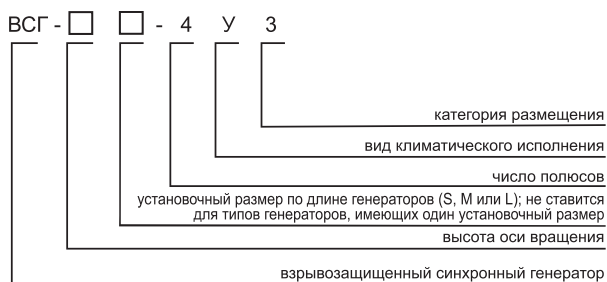 ВСГ-□ □ - 4 У 3
категория размещения
вид климатического исполнения
число полюсов
установочный размер по длине генераторов (S, M или L); не ставится
для типов генераторов, имеющих один установочный размер
высота оси вращения
взрывозащищенный синхронный генератор